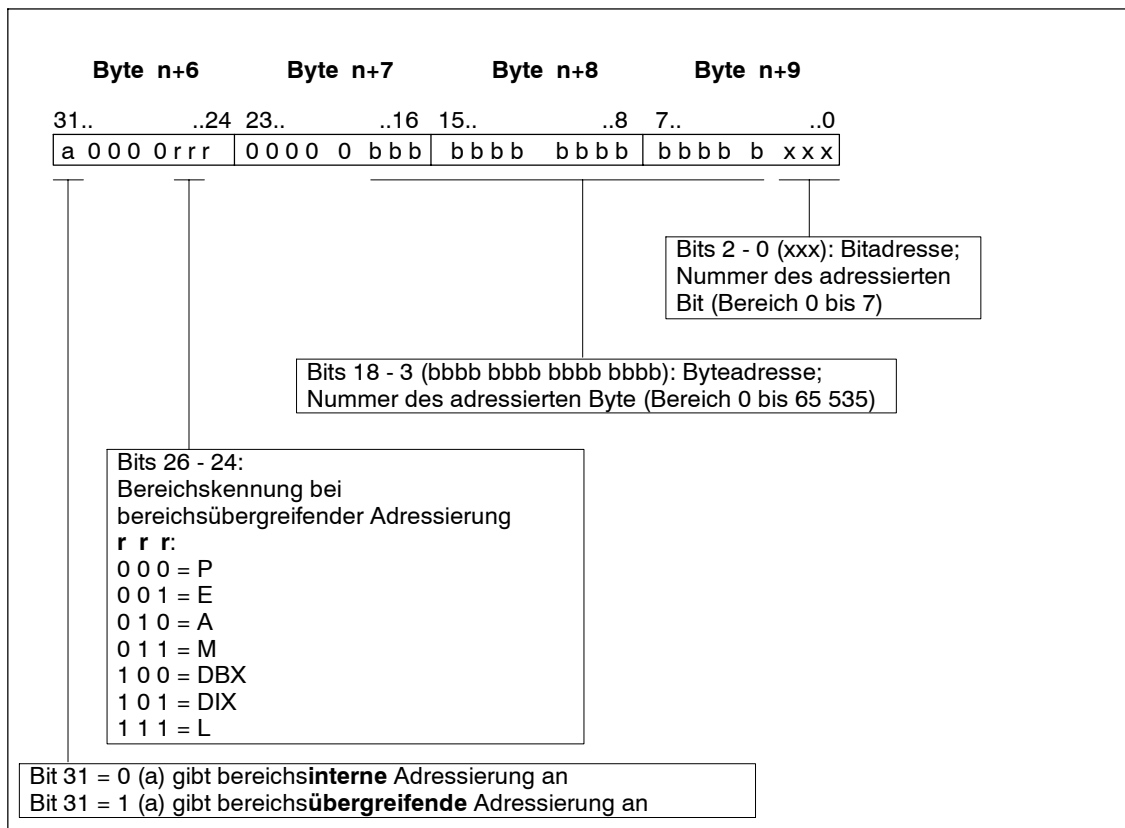 Byte n+6 Byte n+7 Byte n+8 Byte n+9
31.. ..24 23.. ..16 15.. ..8 7.. ..0
a 0 0 0 0 r r r 0 0 0 0 0 b b b b b b b b b b b b b b b b x x x
Bits 2 - 0 (xxx): Bitadresse;
Nummer des adressierten
Bit (Bereich 0 bis 7)
Bits 18 - 3 (bbbb bbbb bbbb bbbb): Byteadresse;
Nummer des adressierten Byte (Bereich 0 bis 65 535)
Bits 26 - 24:
Bereichskennung bei
bereichsübergreifender Adressierung
r r r:
0 0 0 = P
0 0 1 = E
0 1 0 = A
0 1 1 = M
1 0 0 = DBX
1 0 1 = DIX
1 1 1 = L
Bit 31 = 0 (a) gibt bereichsinterne Adressierung an
Bit 31 = 1 (a) gibt bereichsübergreifende Adressierung an